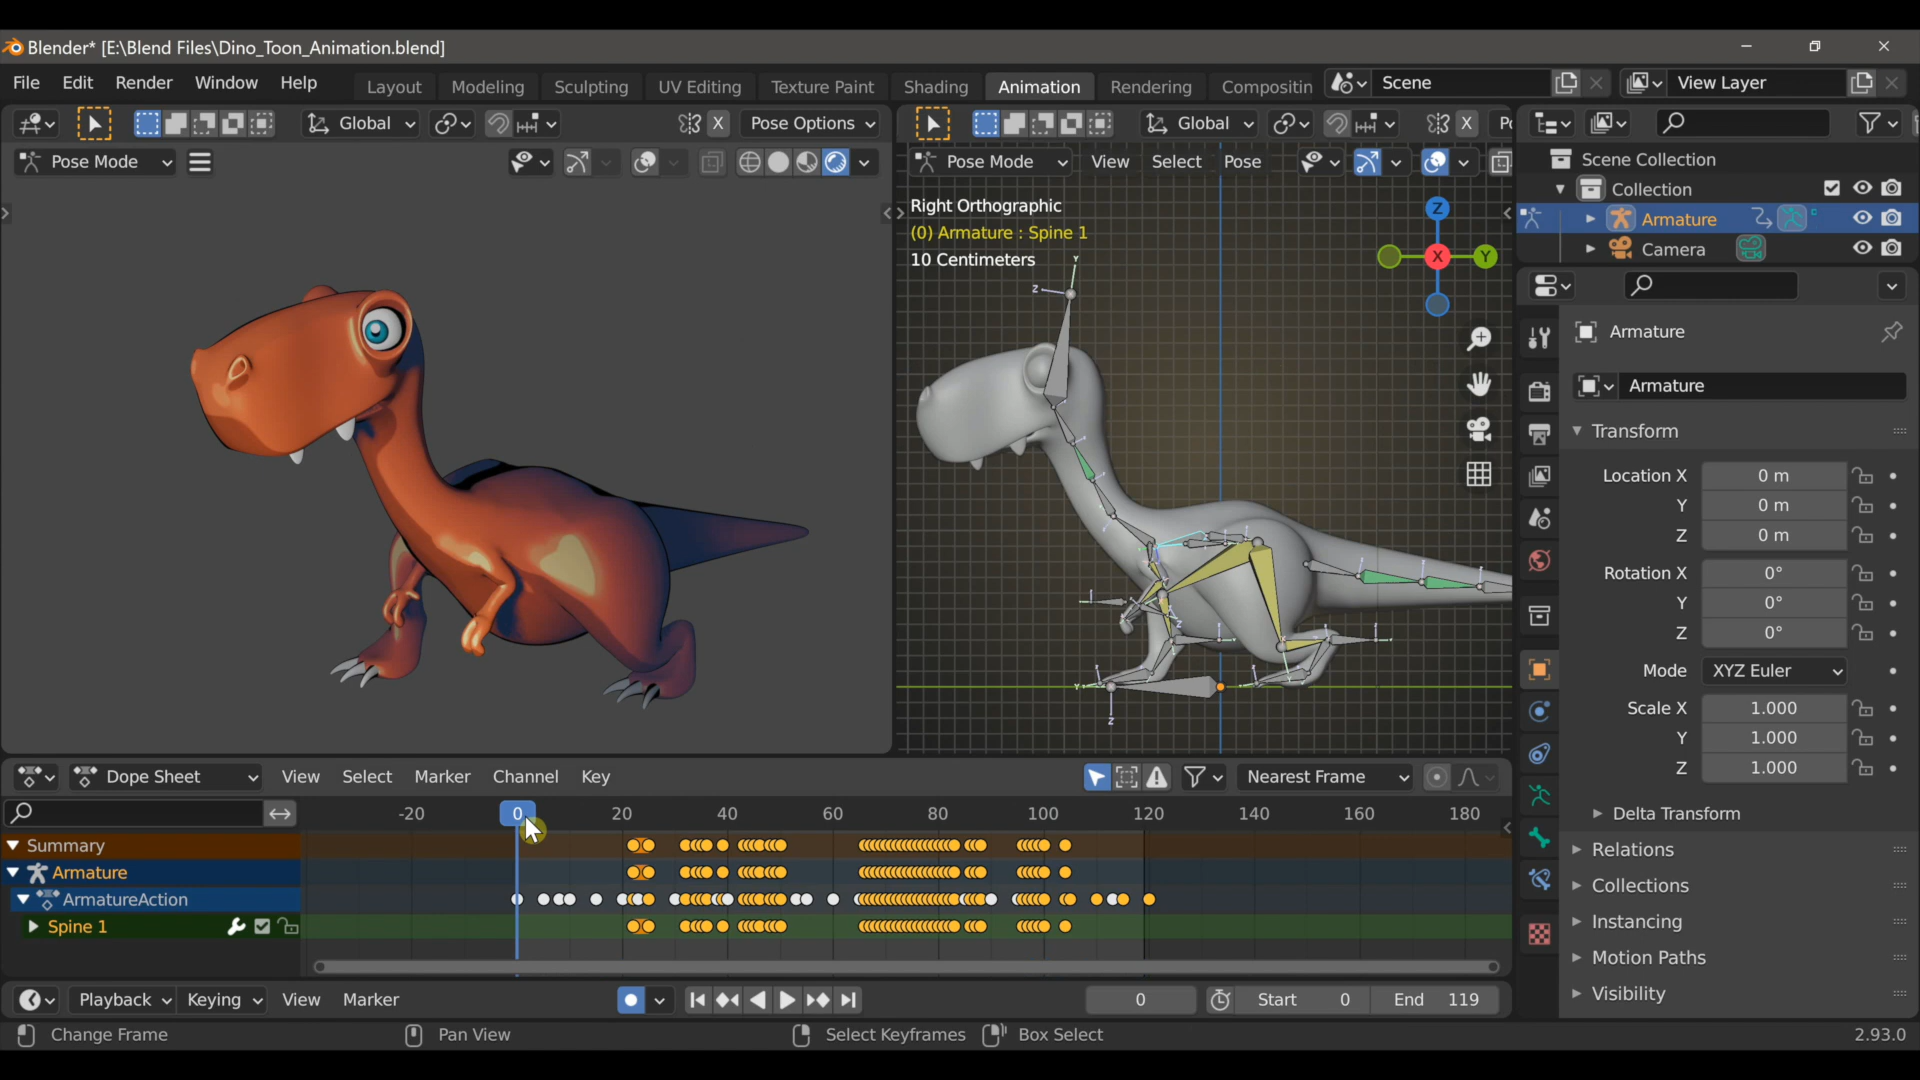 Blender* [E:\Blend Files\Dino_Toon_Animation.blend]
File Edit Render Window Help Layout Modeling Sculpting UV Editing Texture Paint Shading Animation Rendering Compositin Scene View Layer
Global X Pose Options Global X Po
Pose Mode Pose Mode View Select Pose
Scene Collection
Collection
Armature
Camera
Right Orthographic
(0) Armature : Spine 1
10 Centimeters
Z
X
Y
Armature
Armature
Transform
Location X 0 m
Y 0 m
Z 0 m
Rotation X 0°
Y 0°
Z 0°
Mode XYZ Euler
Scale X 1.000
Y 1.000
Z 1.000
Delta Transform
Relations
Collections
Instancing
Motion Paths
Visibility
Dope Sheet View Select Marker Channel Key Nearest Frame
-20 0 20 40 60 80 100 120 140 160 180
Summary
Armature
ArmatureAction
Spine 1
Playback Keying View Marker 0 Start 0 End 119
Change Frame Pan View Select Keyframes Box Select 2.93.0